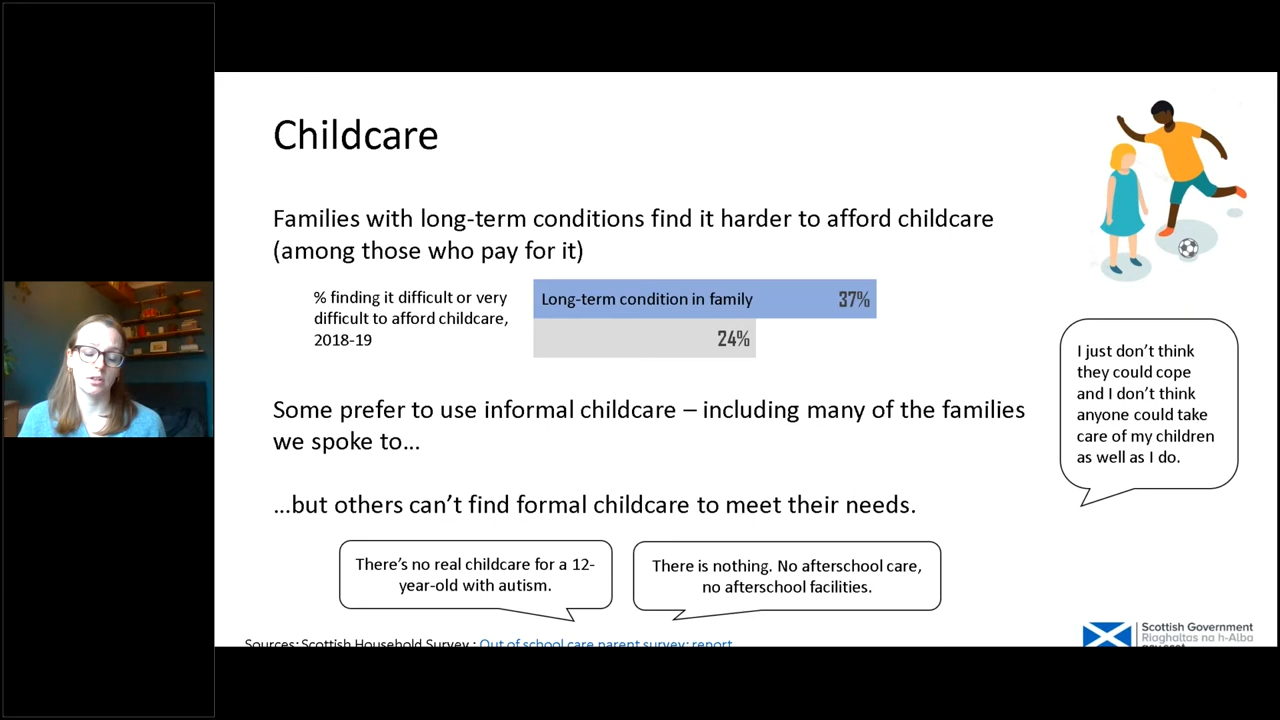 Childcare
Families with long-term conditions find it harder to afford childcare
(among those who pay for it)
% finding it difficult or very
difficult to afford childcare,
2018-19
Long-term condition in family 37%
24%
I just don't think
they could cope
and I don't think
anyone could take
care of my children
as well as I do.
Some prefer to use informal childcare – including many of the families
we spoke to...
...but others can't find formal childcare to meet their needs.
There's no real childcare for a 12-
year-old with autism.
There is nothing. No afterschool care,
no afterschool facilities.
Sources: Scottish Household Survey ; Out of school care parent survey: report
Scottish Government
Riaghaltas na h-Alba
gov.scot